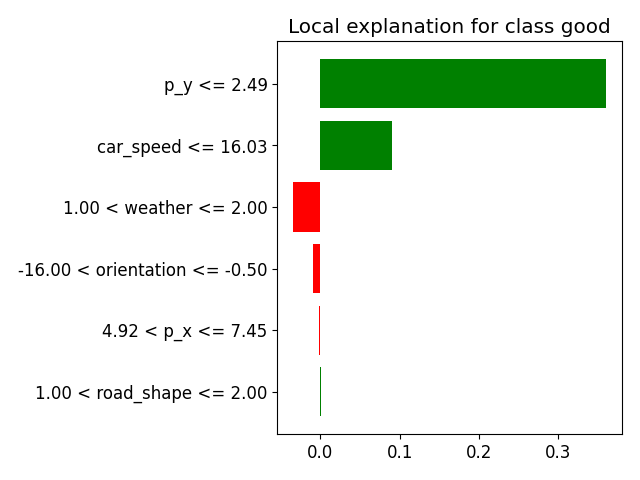 Local explanation for class good
p_y <= 2.49
car_speed <= 16.03
1.00 < weather <= 2.00
-16.00 < orientation <= -0.50
4.92 < p_x <= 7.45
1.00 < road_shape <= 2.00
0.0 0.1 0.2 0.3